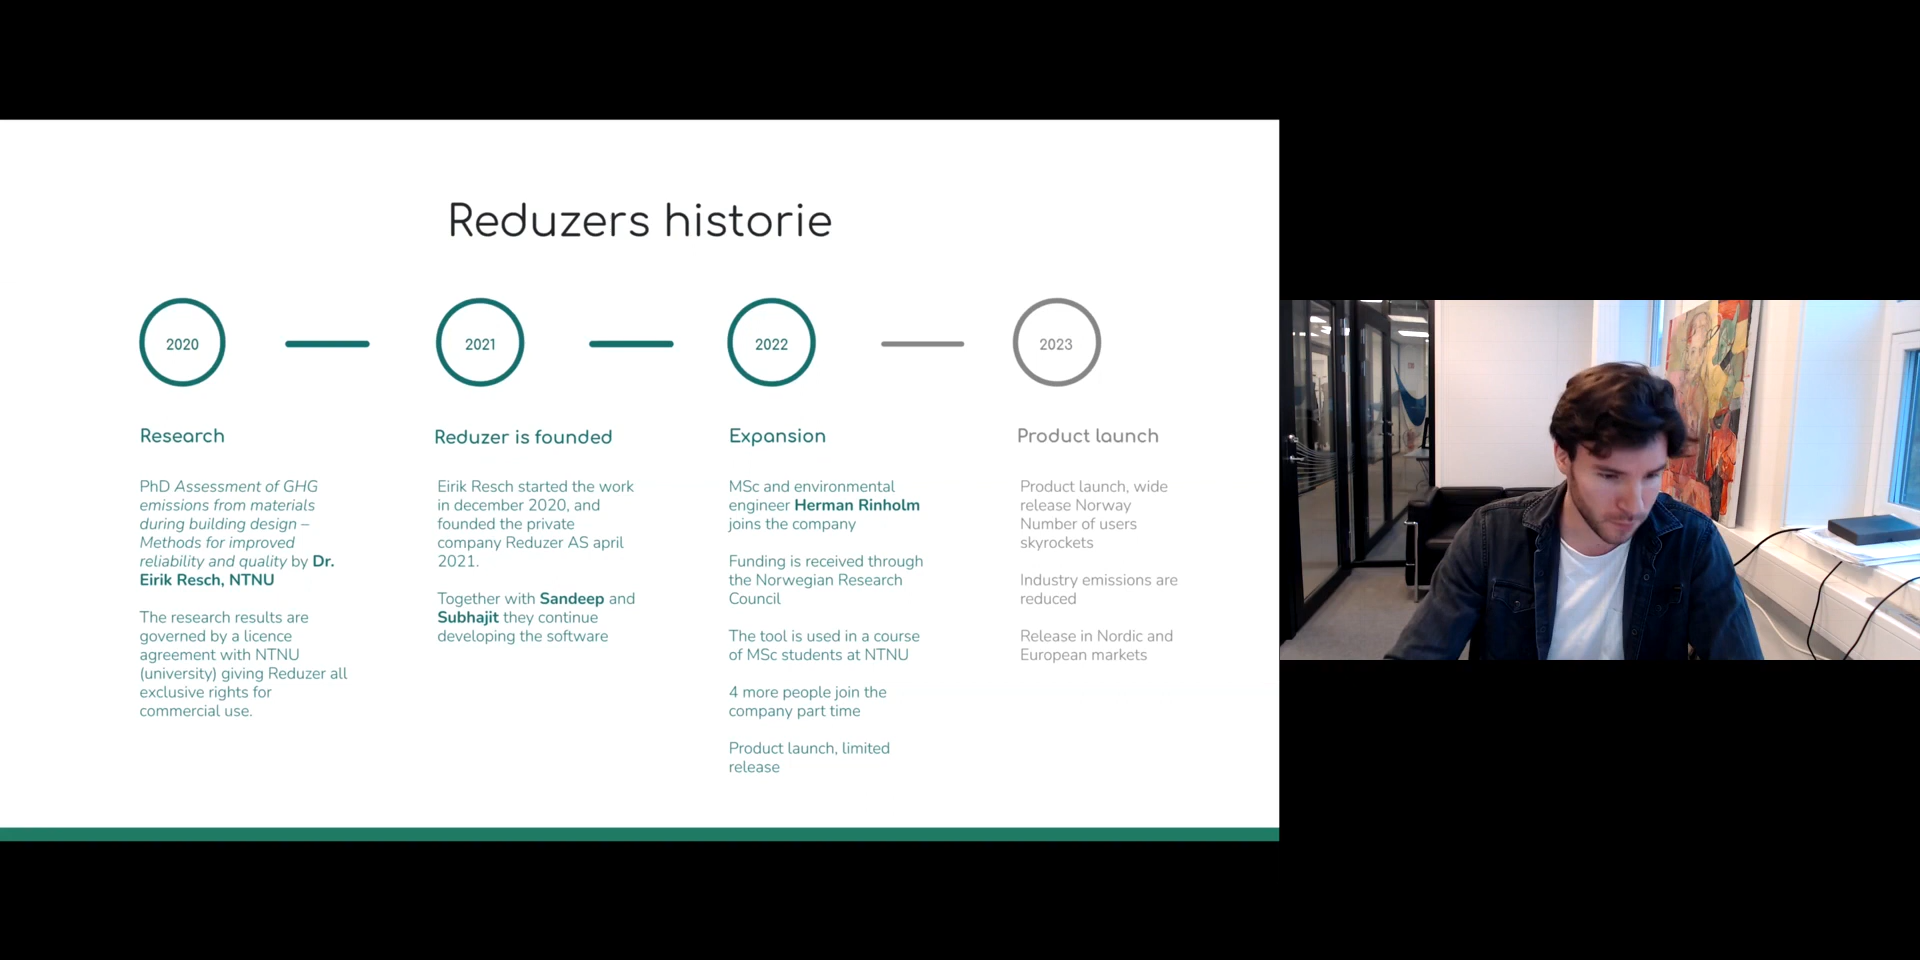 Reduzers historie
2020
2021
2022
2023
Research
PhD Assessment of GHG
emissions from materials
during building design –
Methods for improved
reliability and quality by Dr.
Eirik Resch, NTNU
The research results are
governed by a licence
agreement with NTNU
(university) giving Reduzer all
exclusive rights for
commercial use.
Reduzer is founded
Eirik Resch started the work
in december 2020, and
founded the private
company Reduzer AS april
2021.
Together with Sandeep and
Subhajit they continue
developing the software
Expansion
MSc and environmental
engineer Herman Rinholm
joins the company
Funding is received through
the Norwegian Research
Council
The tool is used in a course
of MSc students at NTNU
4 more people join the
company part time
Product launch, limited
release
Product launch
Product launch, wide
release Norway
Number of users
skyrockets
Industry emissions are
reduced
Release in Nordic and
European markets